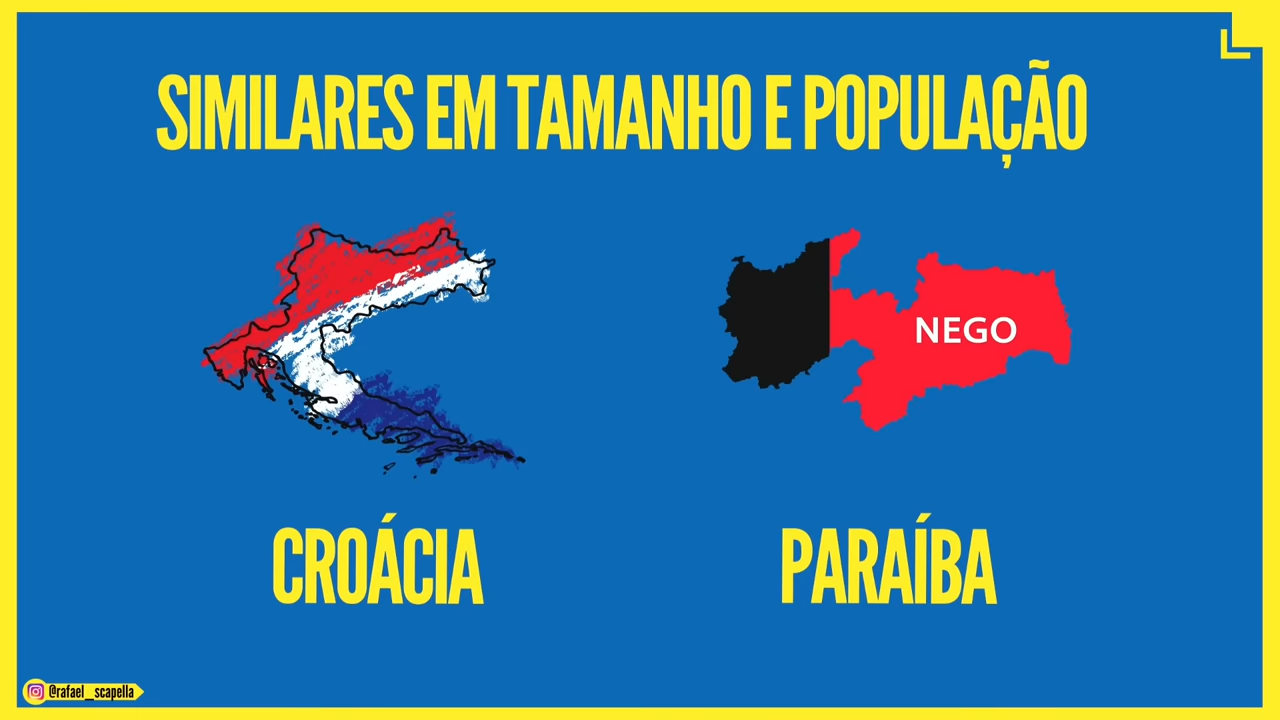 SIMILARES EM TAMANHO E POPULAÇÃO
NEGO
CROÁCIA
PARAÍBA
@rafael_scapella